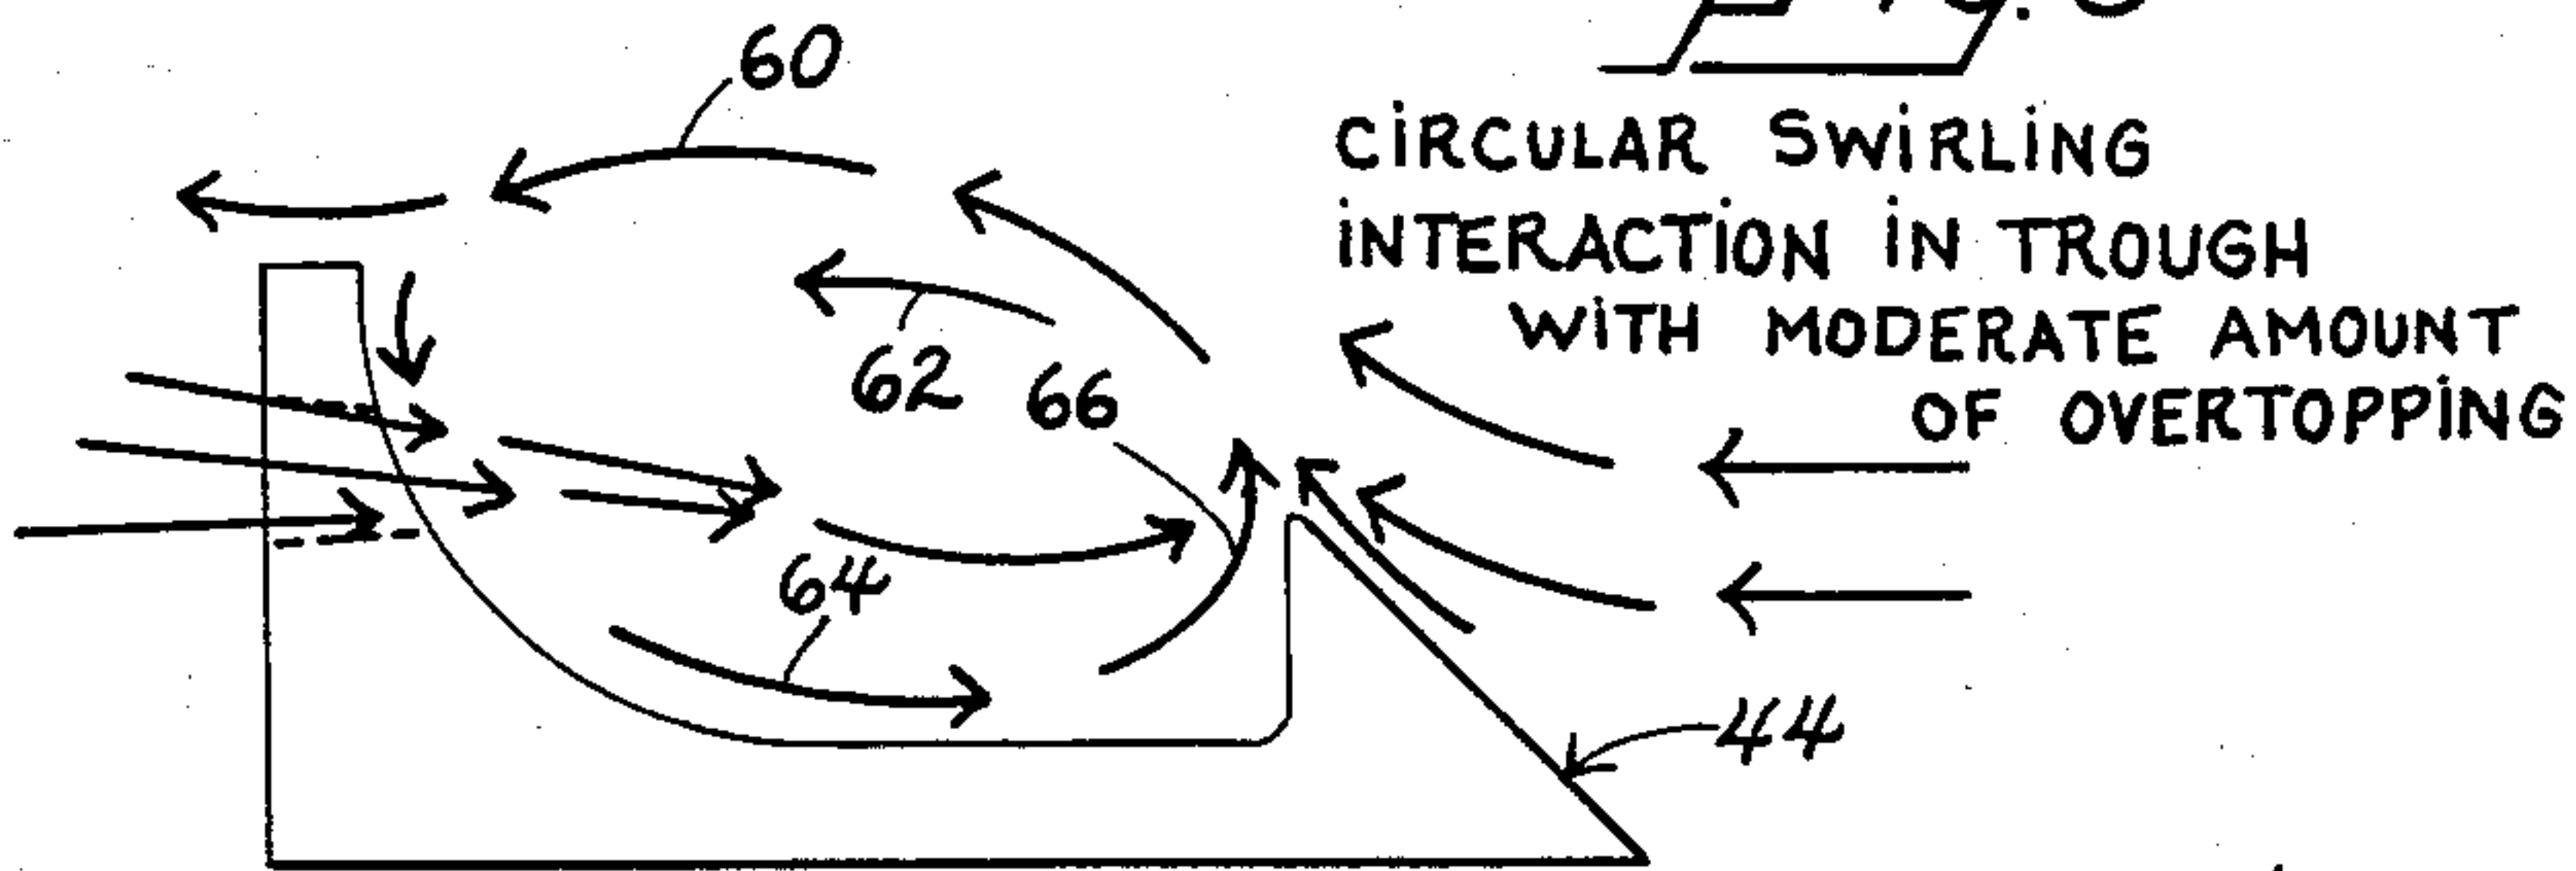 60
CIRCULAR SWIRLING
INTERACTION IN TROUGH
WITH MODERATE AMOUNT
OF OVERTOPPING
62
66
64
44